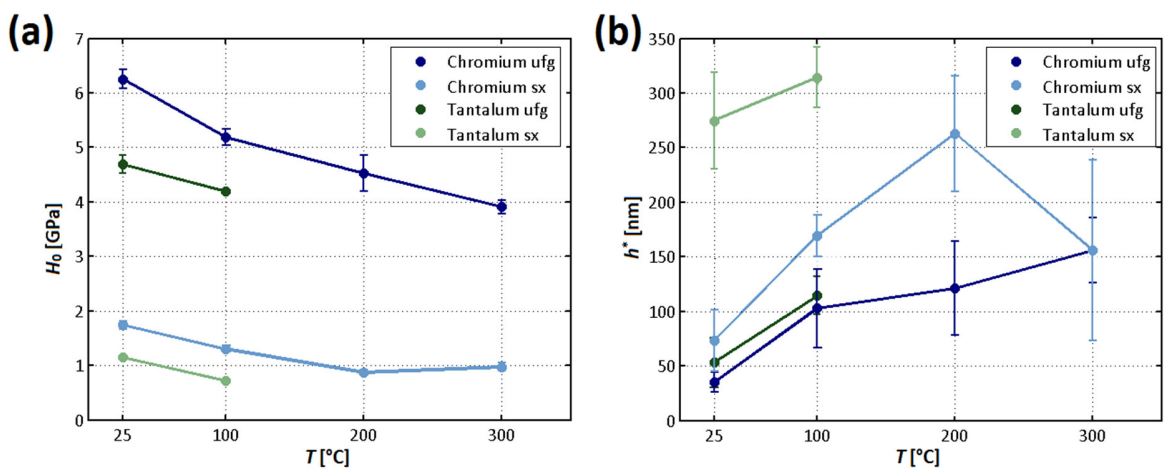 (a)
7
6
5
4
3
2
1
0
H₀ [GPa]
Chromium ufg
Chromium sx
Tantalum ufg
Tantalum sx
25 100 200 300
T [°C]
(b)
350
300
250
200
150
100
50
0
h* [nm]
Chromium ufg
Chromium sx
Tantalum ufg
Tantalum sx
25 100 200 300
T [°C]